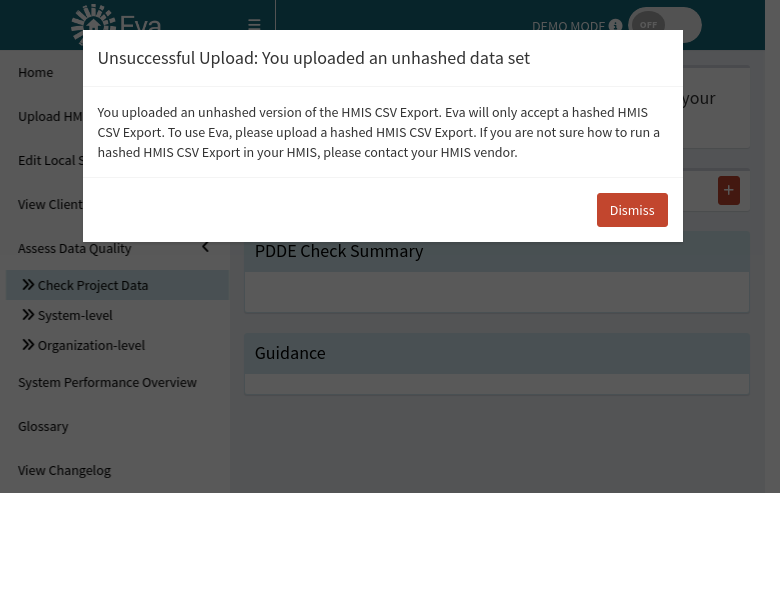 Eva
DEMO MODE
OFF
Unsuccessful Upload: You uploaded an unhashed data set
You uploaded an unhashed version of the HMIS CSV Export. Eva will only accept a hashed HMIS
CSV Export. To use Eva, please upload a hashed HMIS CSV Export. If you are not sure how to run a
hashed HMIS CSV Export in your HMIS, please contact your HMIS vendor.
Dismiss
Home
Upload HM
Edit Local S
View Client
Assess Data Quality
Check Project Data
System-level
Organization-level
System Performance Overview
Glossary
View Changelog
your
+
PDDE Check Summary
Guidance